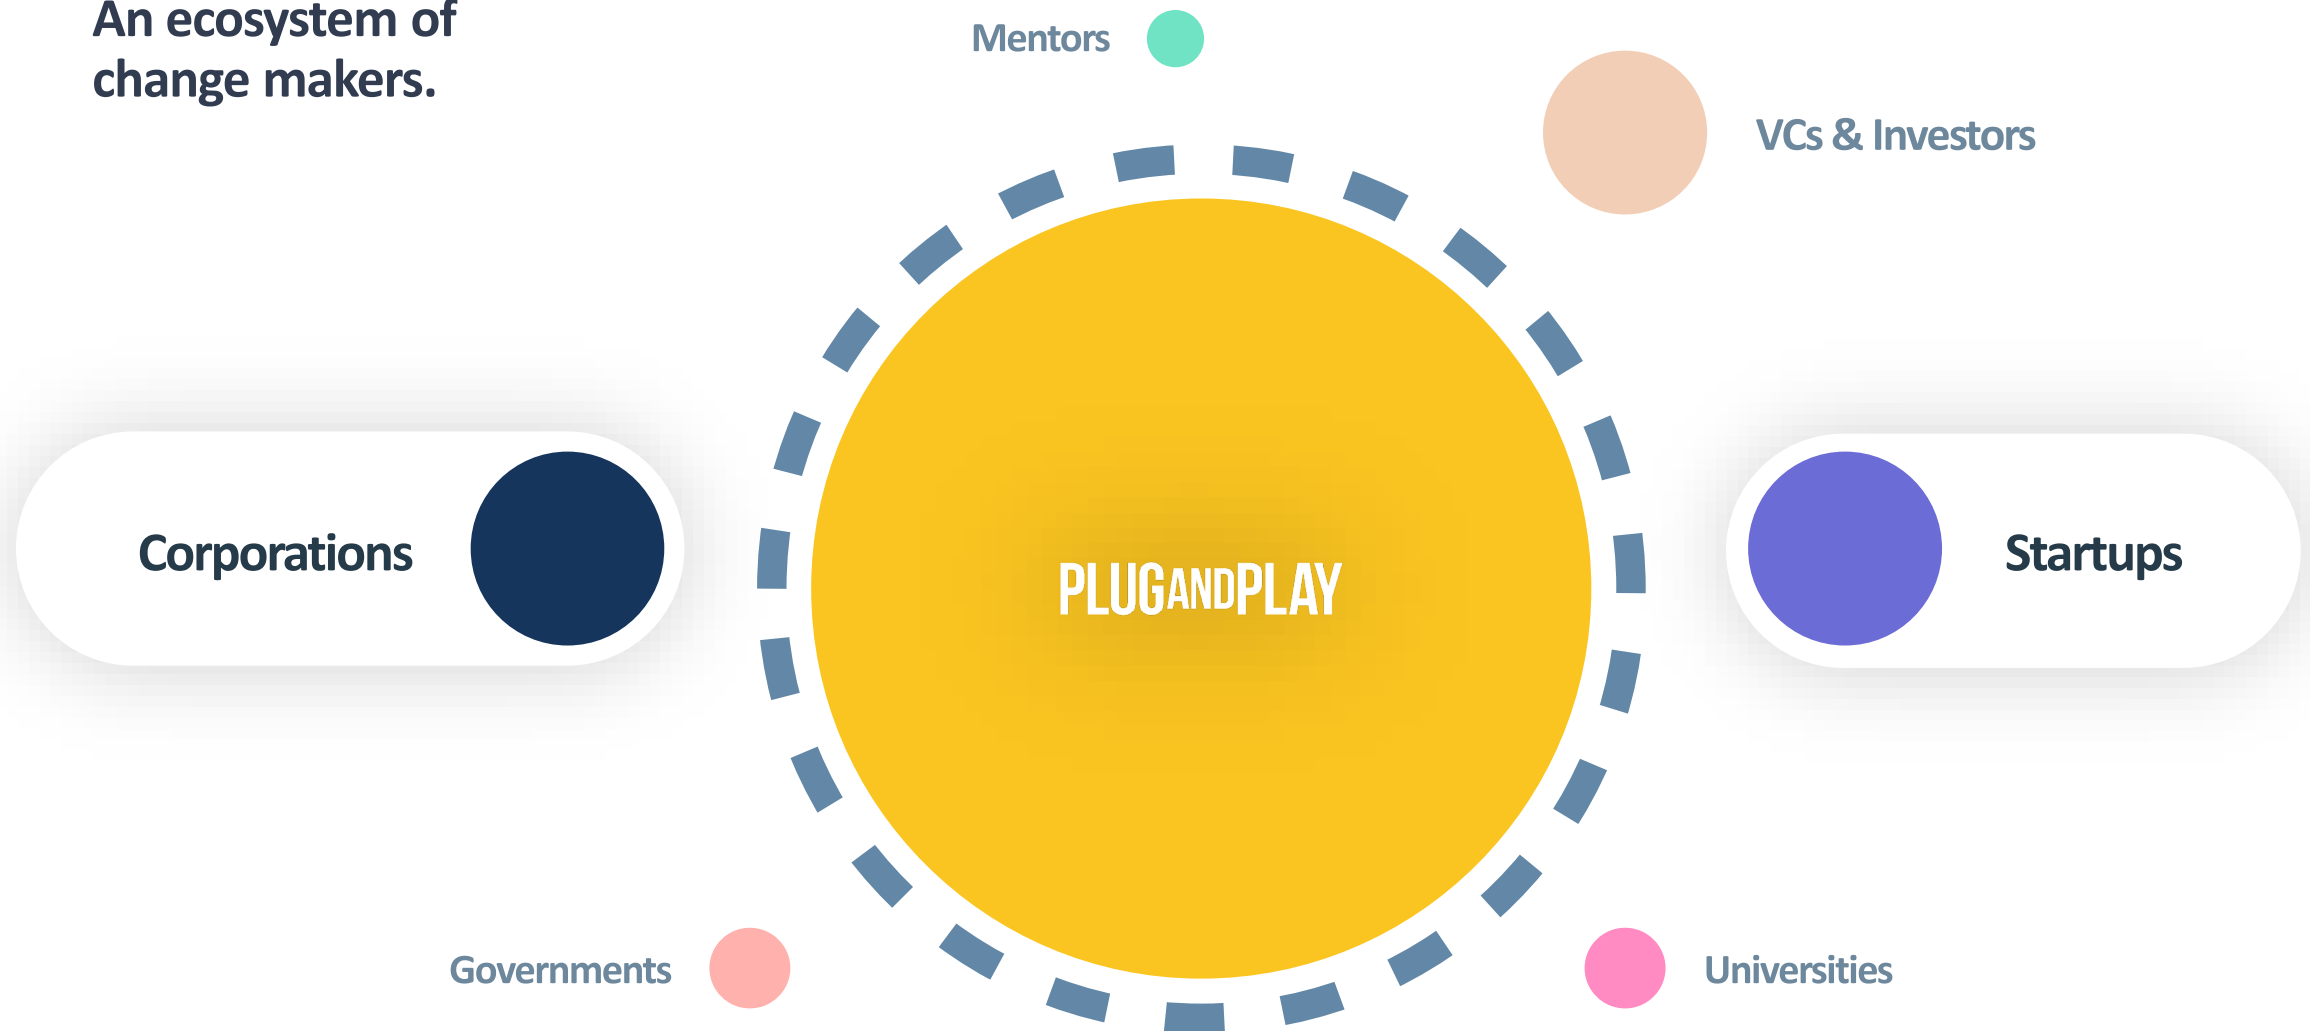 An ecosystem of
change makers.
Mentors
VCs & Investors
Corporations
PLUGANDPLAY
Startups
Governments
Universities